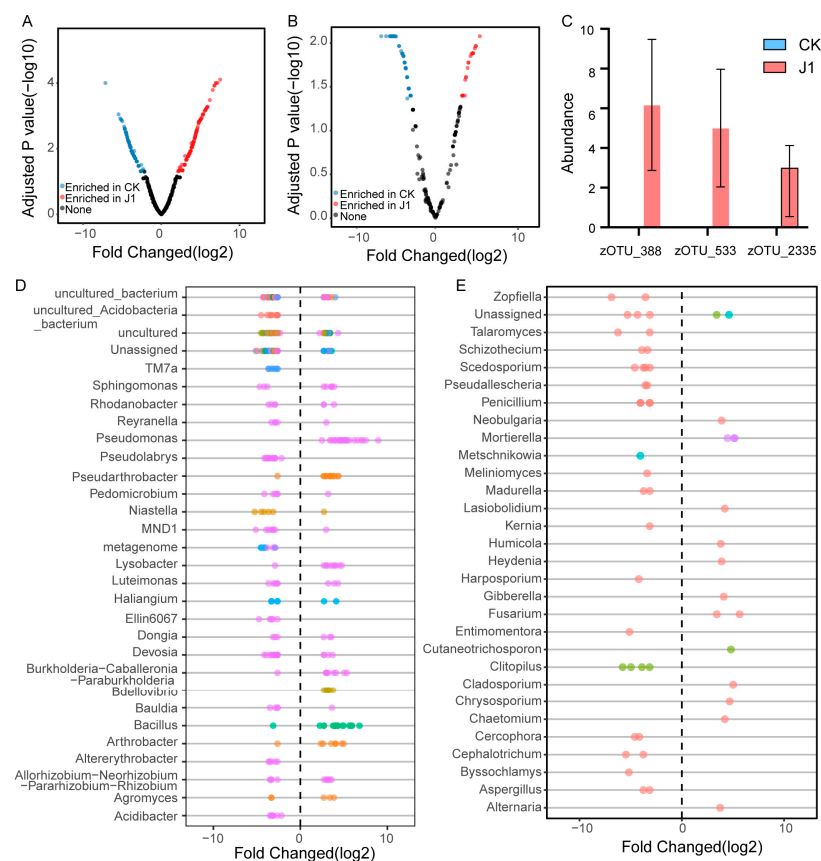 A
Adjusted P value(−log10)
4
2
0
Enriched in CK
Enriched in J1
None
−10
0
10
Fold Changed(log2)
B
Adjusted P value(−log10)
2.0
1.5
1.0
0.5
0.0
Enriched in CK
Enriched in J1
None
−10
0
10
Fold Changed(log2)
C
Abundance
10
8
6
4
2
0
CK
J1
zOTU_388
zOTU_533
zOTU_2335
D
uncultured_bacterium
uncultured_Acidobacteria
_bacterium
uncultured
Unassigned
TM7a
Sphingomonas
Rhodanobacter
Reyranella
Pseudomonas
Pseudolabrys
Pseudarthrobacter
Pedomicrobium
Niastella
MND1
metagenome
Lysobacter
Luteimonas
Haliangium
Ellin6067
Dongia
Devosia
Burkholderia−Caballeronia
−Paraburkholderia
Bdellovibrio
Bauldia
Bacillus
Arthrobacter
Altererythrobacter
Allorhizobium−Neorhizobium
−Pararhizobium−Rhizobium
Agromyces
Acidibacter
−10
0
10
Fold Changed(log2)
E
Zopfiella
Unassigned
Talaromyces
Schizothecium
Scedosporium
Pseudallescheria
Penicillium
Neobulgaria
Mortierella
Metschnikowia
Meliniomyces
Madurella
Lasiobolidium
Kernia
Humicola
Heydenia
Harposporium
Gibberella
Fusarium
Entimomentora
Cutaneotrichosporon
Clitopilus
Cladosporium
Chrysosporium
Chaetomium
Cercophora
Cephalotrichum
Byssochlamys
Aspergillus
Alternaria
−10
0
10
Fold Changed(log2)